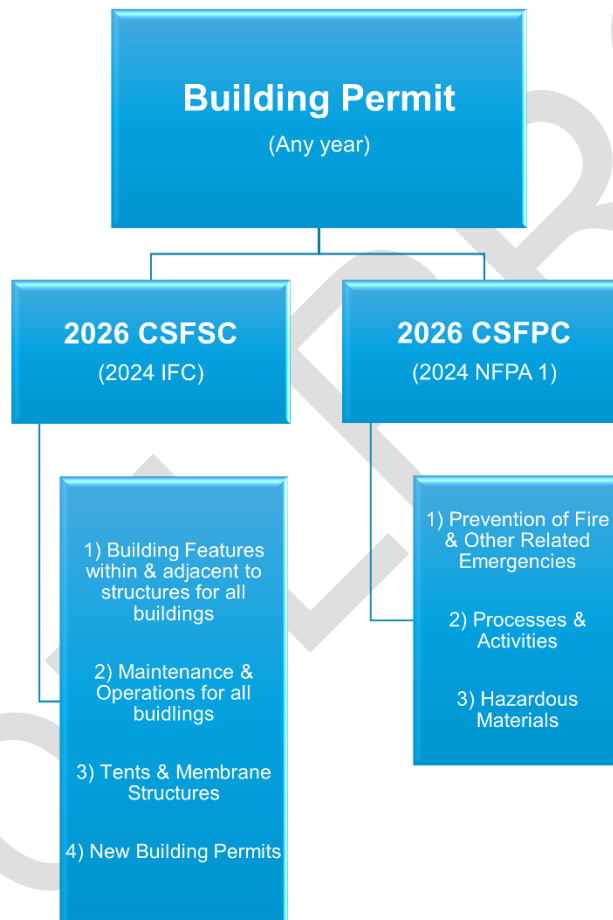 Building Permit
(Any year)
2026 CSFSC
(2024 IFC)
2026 CSFPC
(2024 NFPA 1)
1) Building Features
within & adjacent to
structures for all
buildings
2) Maintenance &
Operations for all
buidlings
3) Tents & Membrane
Structures
4) New Building Permits
1) Prevention of Fire
& Other Related
Emergencies
2) Processes &
Activities
3) Hazardous
Materials